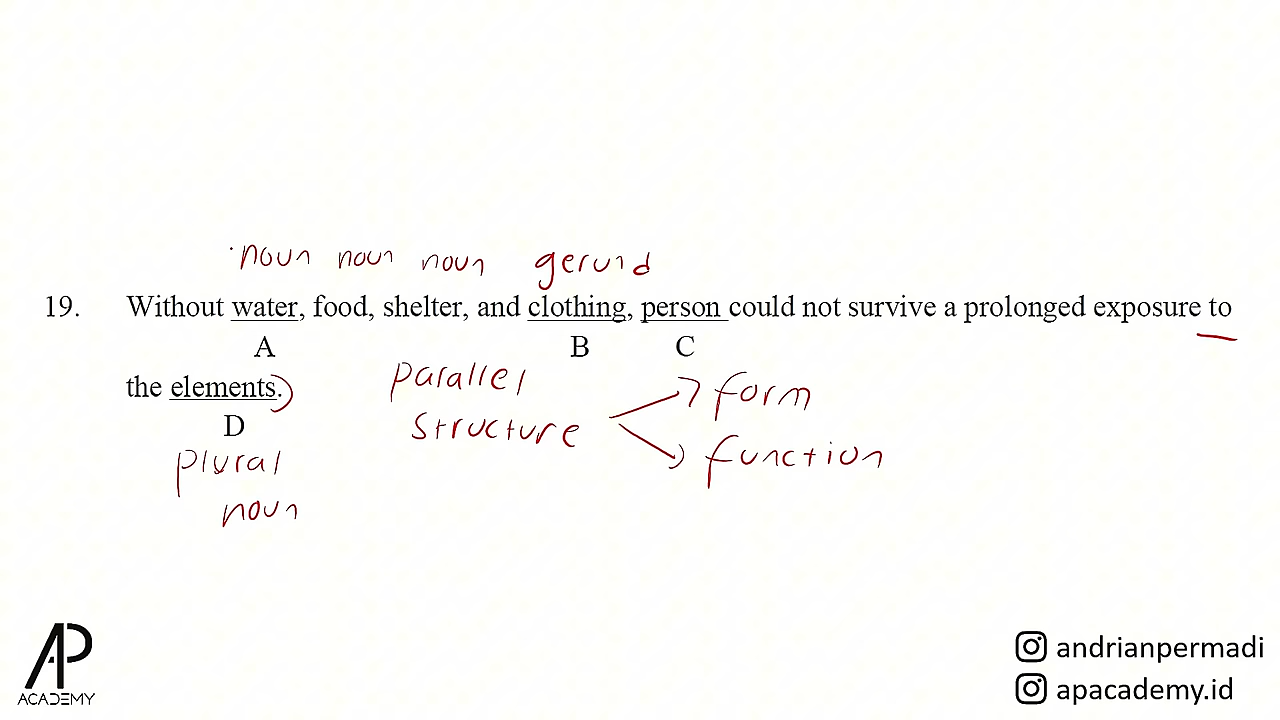 noun noun noun gerund
19. Without water, food, shelter, and clothing, person could not survive a prolonged exposure to
A B C
the elements.
D
parallel
structure
form
function
plural
noun
AP
ACADEMY
andrianpermadi
apacademy.id